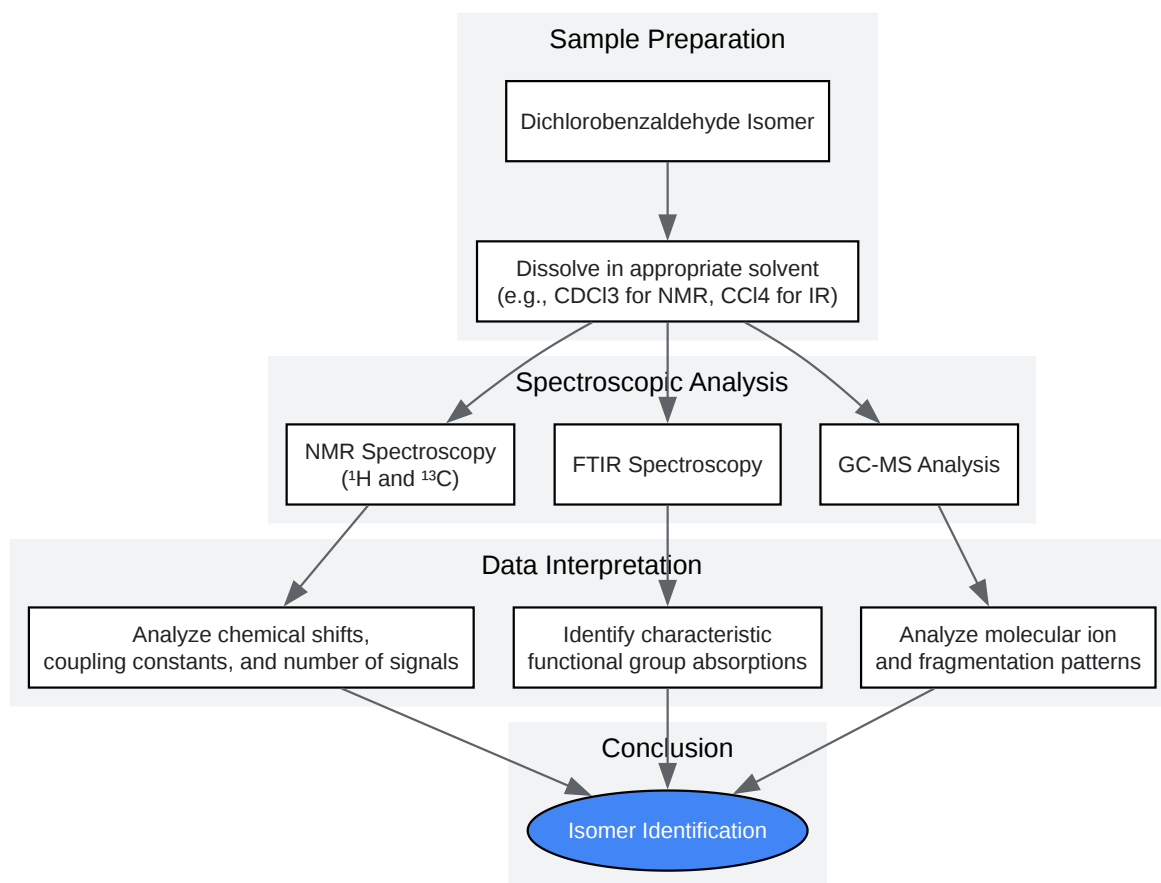 Sample Preparation
Dichlorobenzaldehyde Isomer
Dissolve in appropriate solvent
(e.g., CDCl3 for NMR, CCl4 for IR)
Spectroscopic Analysis
NMR Spectroscopy
(¹H and ¹³C)
FTIR Spectroscopy
GC-MS Analysis
Data Interpretation
Analyze chemical shifts,
coupling constants, and number of signals
Identify characteristic
functional group absorptions
Analyze molecular ion
and fragmentation patterns
Conclusion
Isomer Identification